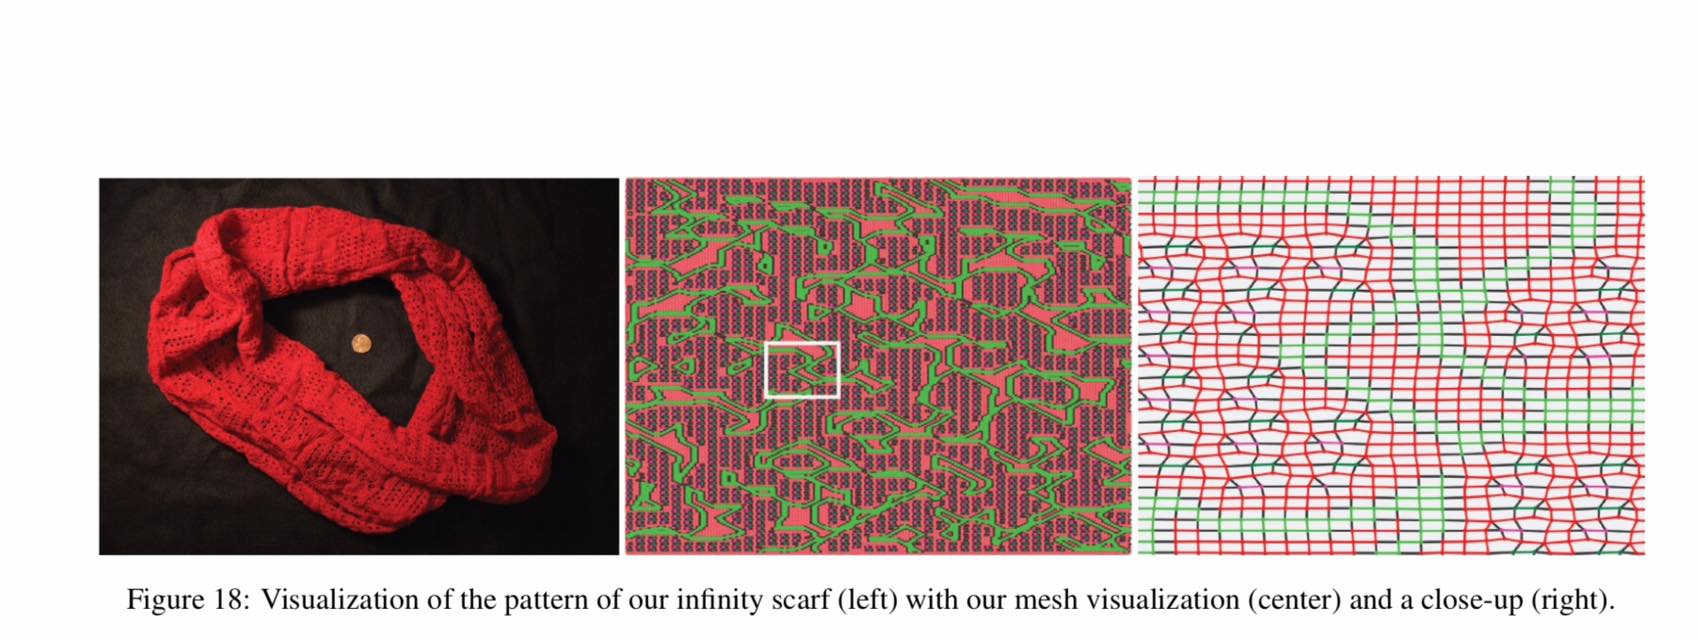 Figure 18: Visualization of the pattern of our infinity scarf (left) with our mesh visualization (center) and a close-up (right).